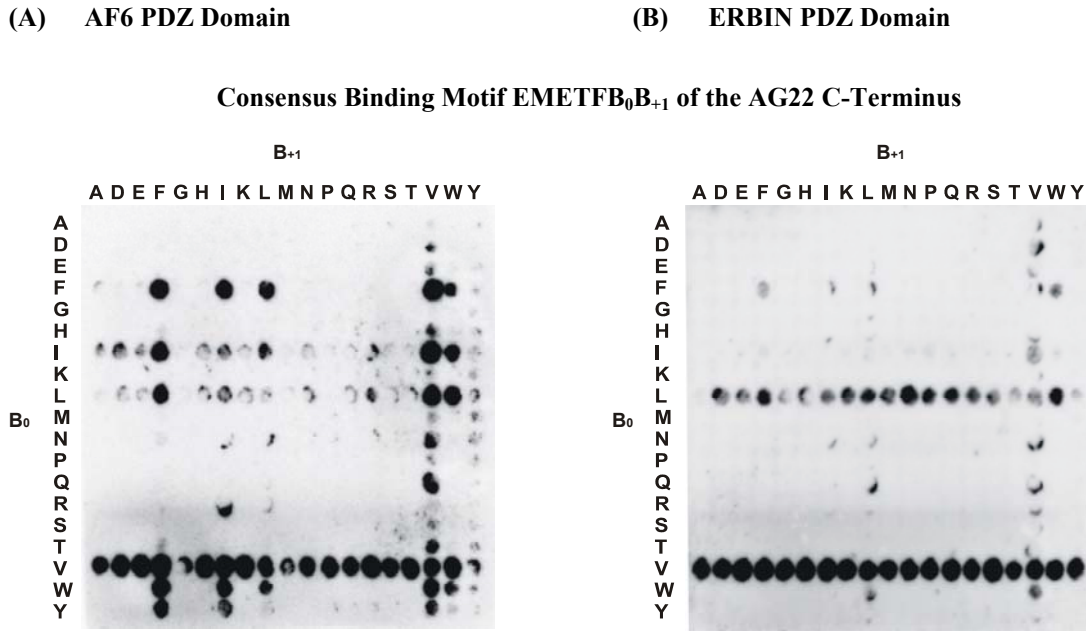 (A) AF6 PDZ Domain (B) ERBIN PDZ Domain
Consensus Binding Motif EMETFB₀B₊₁ of the AG22 C-Terminus
B₊₁
A D E F G H I K L M N P Q R S T V W Y
B₀
A
D
E
F
G
H
I
K
L
M
N
P
Q
R
S
T
V
W
Y
B₊₁
A D E F G H I K L M N P Q R S T V W Y
B₀
A
D
E
F
G
H
I
K
L
M
N
P
Q
R
S
T
V
W
Y